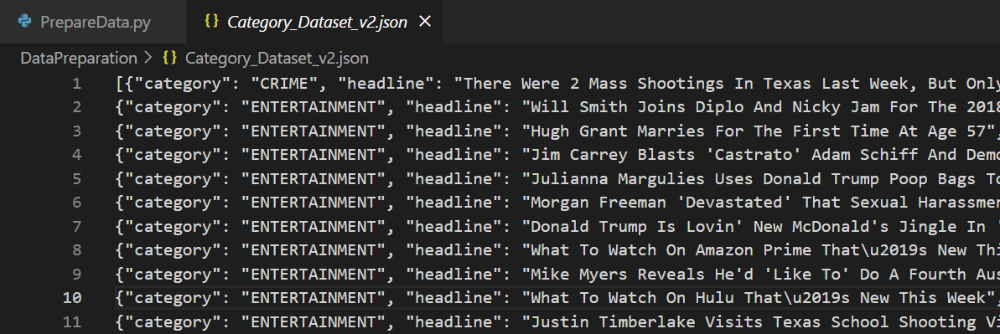 PrepareData.py {} Category_Dataset_v2.json ×
DataPreparation > {} Category_Dataset_v2.json
1 [{"category": "CRIME", "headline": "There Were 2 Mass Shootings In Texas Last Week, But Only
2 {"category": "ENTERTAINMENT", "headline": "Will Smith Joins Diplo And Nicky Jam For The 2018
3 {"category": "ENTERTAINMENT", "headline": "Hugh Grant Marries For The First Time At Age 57",
4 {"category": "ENTERTAINMENT", "headline": "Jim Carrey Blasts 'Castrato' Adam Schiff And Demo
5 {"category": "ENTERTAINMENT", "headline": "Julianna Margulies Uses Donald Trump Poop Bags To
6 {"category": "ENTERTAINMENT", "headline": "Morgan Freeman 'Devastated' That Sexual Harassmen
7 {"category": "ENTERTAINMENT", "headline": "Donald Trump Is Lovin' New McDonald's Jingle In '
8 {"category": "ENTERTAINMENT", "headline": "What To Watch On Amazon Prime That\u2019s New Thi
9 {"category": "ENTERTAINMENT", "headline": "Mike Myers Reveals He'd 'Like To' Do A Fourth Aus
10 {"category": "ENTERTAINMENT", "headline": "What To Watch On Hulu That\u2019s New This Week",
11 {"category": "ENTERTAINMENT", "headline": "Justin Timberlake Visits Texas School Shooting Vi